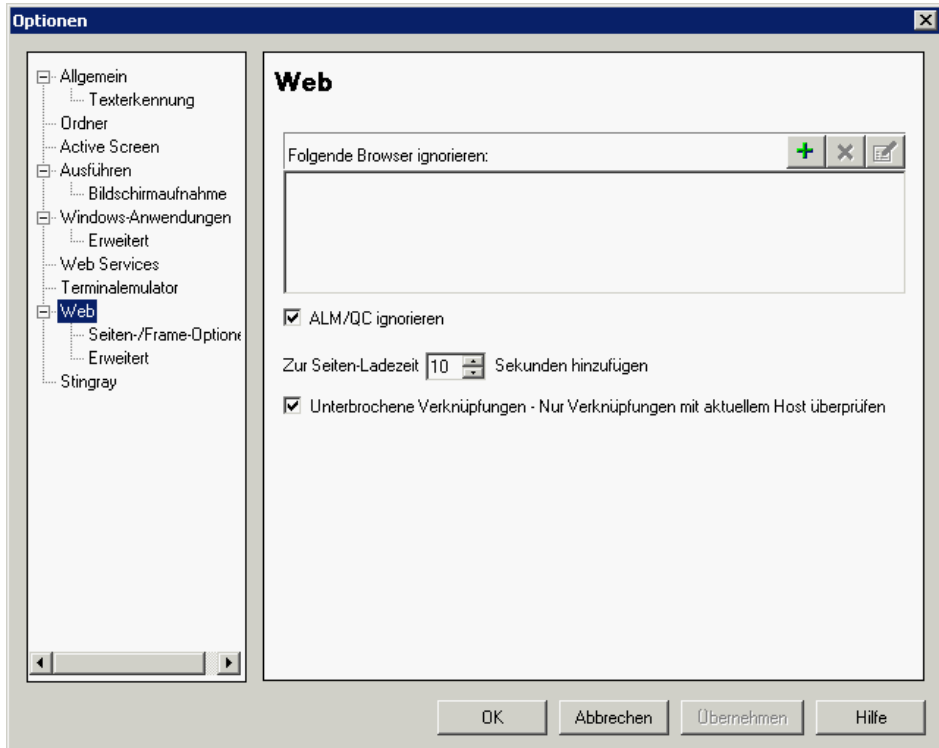 Optionen
Allgemein
Texterkennung
Ordner
Active Screen
Ausführen
Bildschirmaufnahme
Windows-Anwendungen
Erweitert
Web Services
Terminalemulator
Web
Seiten-/Frame-Optione
Erweitert
Stingray
Web
Folgende Browser ignorieren:
ALM/QC ignorieren
Zur Seiten-Ladezeit 10 Sekunden hinzufügen
Unterbrochene Verknüpfungen - Nur Verknüpfungen mit aktuellem Host überprüfen
OK Abbrechen Übernehmen Hilfe